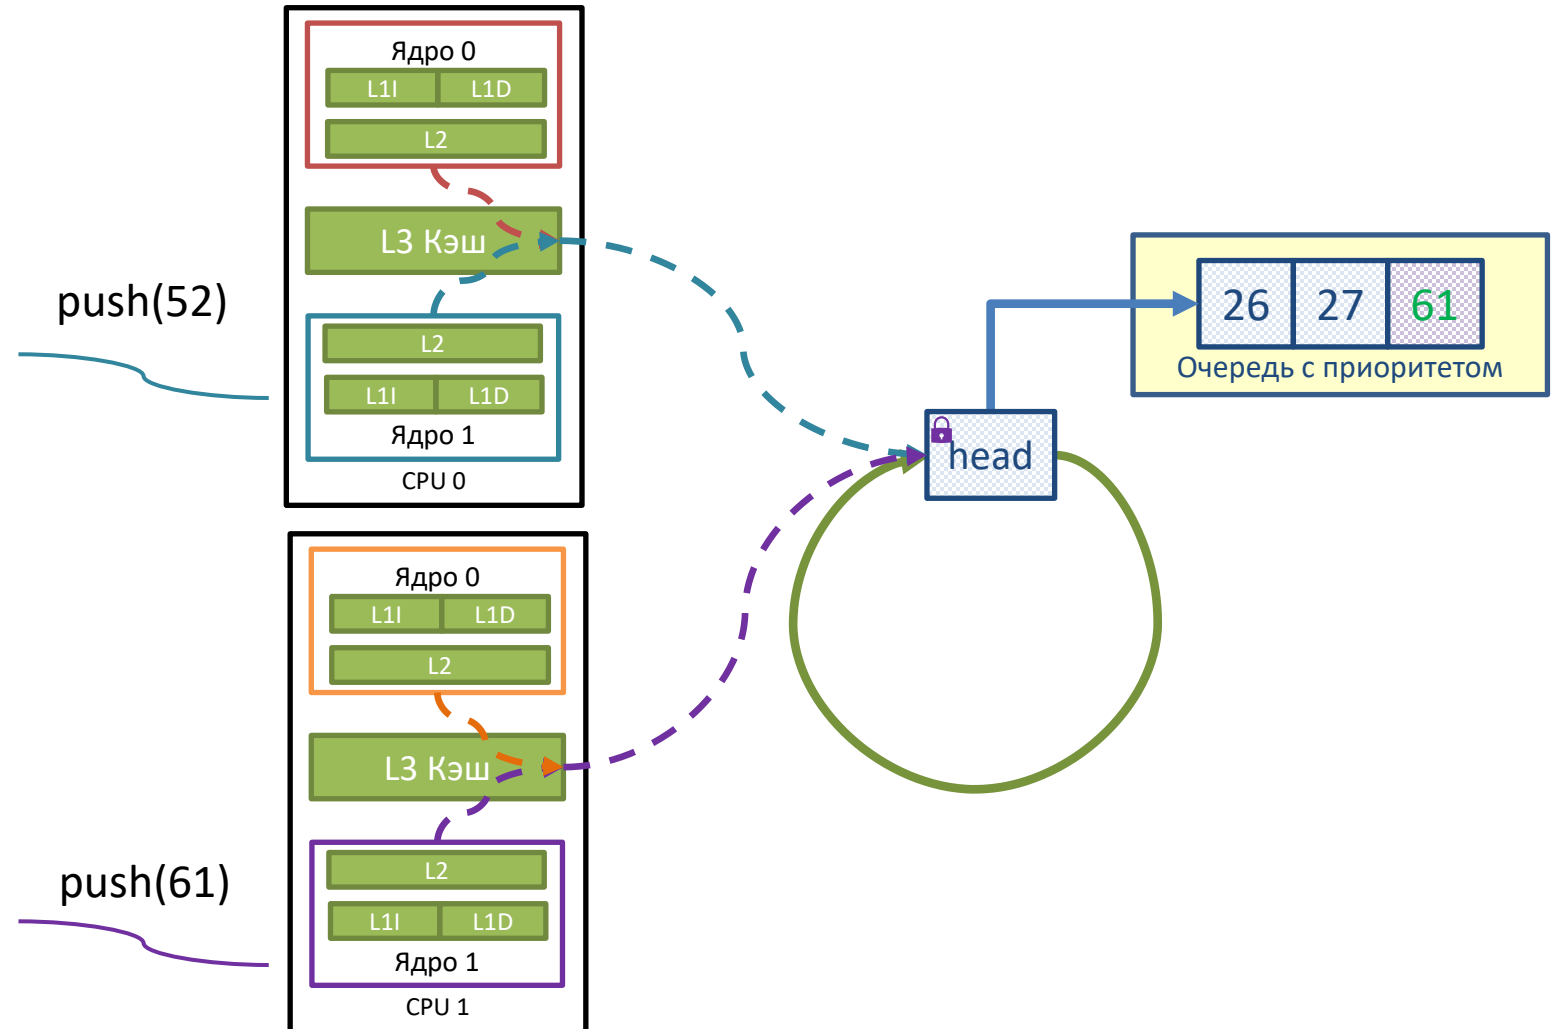 Ядро 0
L1I L1D
L2
L3 Кэш
push(52)
L2
L1I L1D
Ядро 1
CPU 0
26 27 61
Очередь с приоритетом
head
Ядро 0
L1I L1D
L2
L3 Кэш
push(61)
L2
L1I L1D
Ядро 1
CPU 1